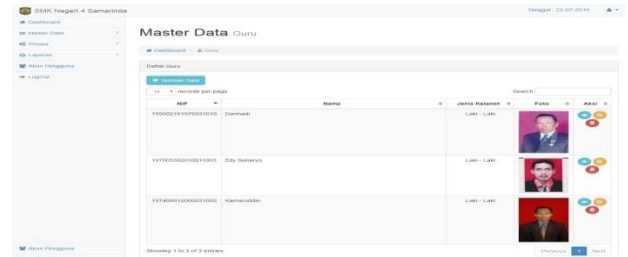 SMK Negeri 4 Samarinda
Tanggal : 22-07-2016
Dashboard
Master Data
Proses
Laporan
Akun Pengguna
Logout
Master Data Guru
Dashboard / Guru
Daftar Guru
+ Tambah Data
10 records per page
Search
NIP Nama Jenis Kelamin Foto Aksi
Darmadi Laki - Laki
Edy Laki - Laki
Kamaruddin Laki - Laki
Akun Pengguna
Showing 1 to 3 of 3 entries
Previous 1 Next